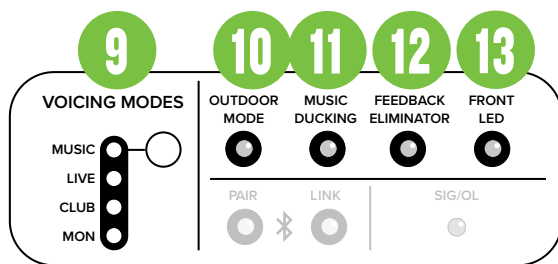 9
10
11
12
13
VOICING MODES
MUSIC
LIVE
CLUB
MON
OUTDOOR
MODE
MUSIC
DUCKING
FEEDBACK
ELIMINATOR
FRONT
LED
PAIR
LINK
SIG/OL